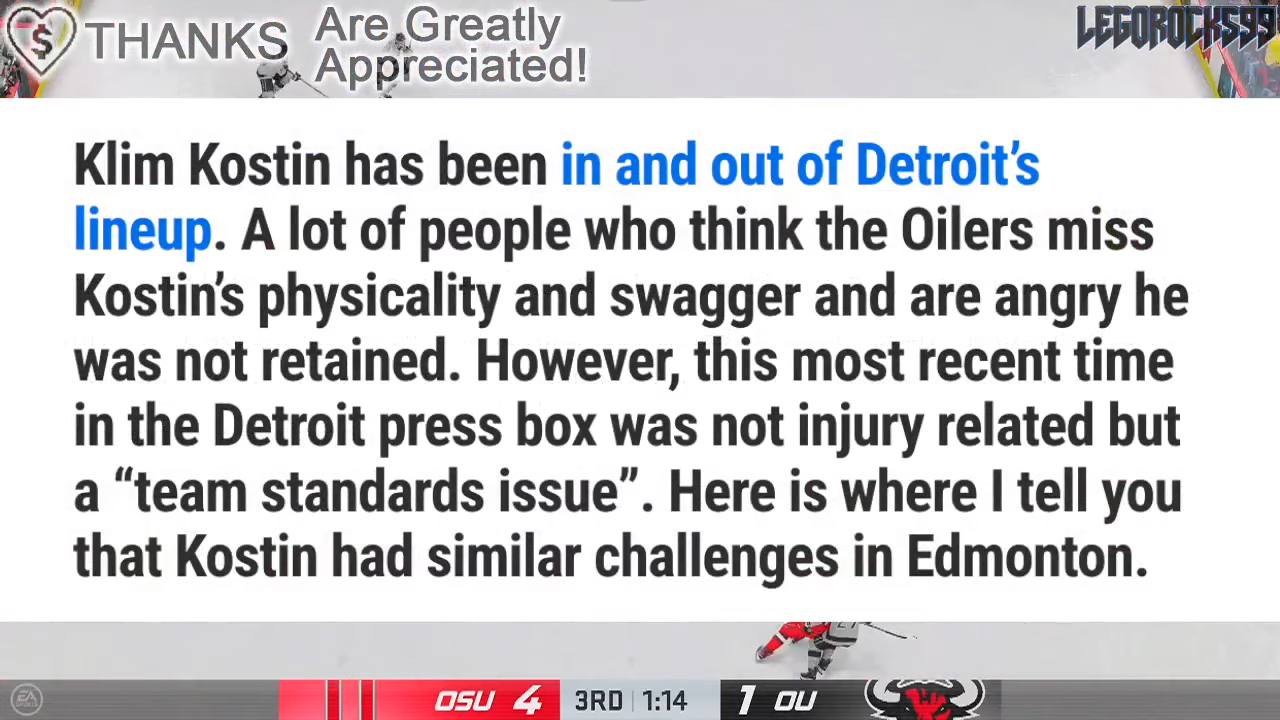 THANKS
Are Greatly
Appreciated!
LEGOROCKS99
Klim Kostin has been in and out of Detroit’s
lineup. A lot of people who think the Oilers miss
Kostin’s physicality and swagger and are angry he
was not retained. However, this most recent time
in the Detroit press box was not injury related but
a “team standards issue”. Here is where I tell you
that Kostin had similar challenges in Edmonton.
EA SPORTS
OSU 4 3RD 1:14 1 OU